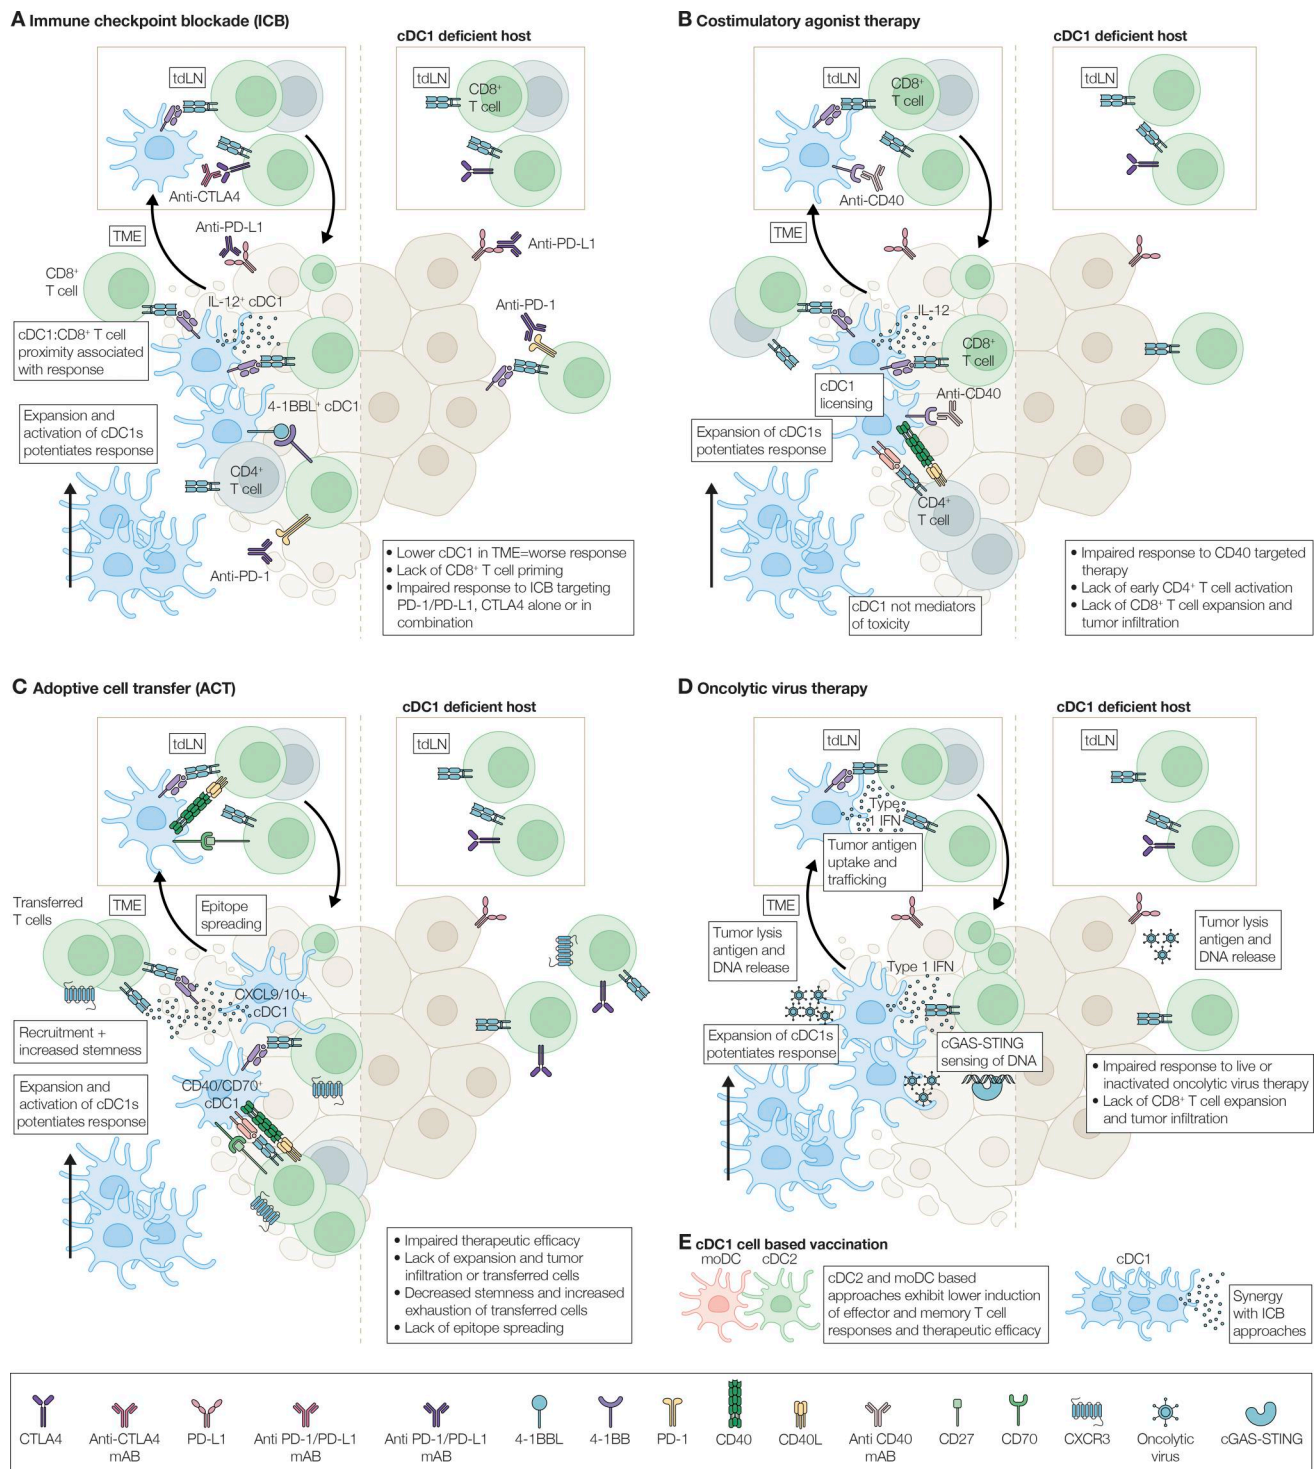 A Immune checkpoint blockade (ICB)
cDC1 deficient host
tdLN
tdLN
CD8⁺
T cell
Anti-CTLA4
TME
Anti-PD-L1
Anti-PD-L1
CD8⁺
T cell
IL-12⁺ cDC1
Anti-PD-1
cDC1:CD8⁺ T cell
proximity associated
with response
4-1BBL⁺ cDC1
Expansion and
activation of cDC1s
potentiates response
CD4⁺
T cell
Anti-PD-1
• Lower cDC1 in TME=worse response
• Lack of CD8⁺ T cell priming
• Impaired response to ICB targeting
PD-1/PD-L1, CTLA4 alone or in
combination
B Costimulatory agonist therapy
cDC1 deficient host
tdLN
CD8⁺
T cell
tdLN
Anti-CD40
TME
IL-12
CD8⁺
T cell
cDC1
licensing
Anti-CD40
Expansion of cDC1s
potentiates response
CD4⁺
T cell
cDC1 not mediators
of toxicity
• Impaired response to CD40 targeted
therapy
• Lack of early CD4⁺ T cell activation
• Lack of CD8⁺ T cell expansion and
tumor infiltration
C Adoptive cell transfer (ACT)
cDC1 deficient host
tdLN
tdLN
Transferred
T cells
TME
Epitope
spreading
CXCL9/10+
cDC1
Recruitment +
increased stemness
CD40/CD70⁺
cDC1
Expansion and
activation of cDC1s
potentiates response
• Impaired therapeutic efficacy
• Lack of expansion and tumor
infiltration or transferred cells
• Decreased stemness and increased
exhaustion of transferred cells
• Lack of epitope spreading
D Oncolytic virus therapy
cDC1 deficient host
tdLN
tdLN
Type
1 IFN
Tumor antigen
uptake and
trafficking
TME
Tumor lysis
antigen and
DNA release
Tumor lysis
antigen and
DNA release
Type 1 IFN
Expansion of cDC1s
potentiates response
cGAS-STING
sensing of DNA
• Impaired response to live or
inactivated oncolytic virus therapy
• Lack of CD8⁺ T cell expansion
and tumor infiltration
E cDC1 cell based vaccination
moDC
cDC2
cDC2 and moDC based
approaches exhibit lower induction
of effector and memory T cell
responses and therapeutic efficacy
cDC1
Synergy
with ICB
approaches
CTLA4
Anti-CTLA4
mAB
PD-L1
Anti PD-1/PD-L1
mAB
Anti PD-1/PD-L1
mAB
4-1BBL
4-1BB
PD-1
CD40
CD40L
Anti CD40
mAB
CD27
CD70
CXCR3
Oncolytic
virus
cGAS-STING